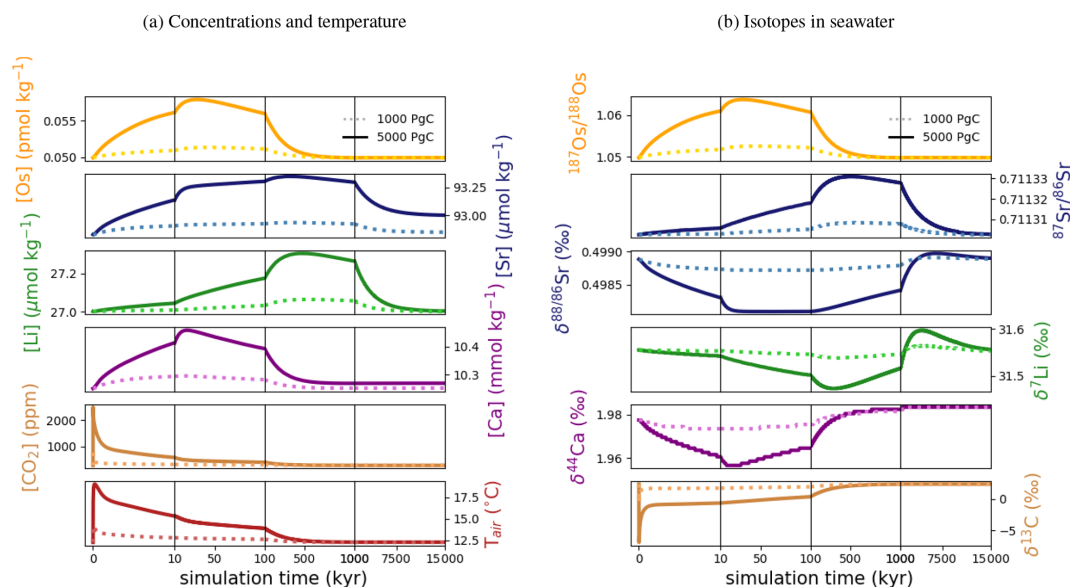 (a) Concentrations and temperature
(b) Isotopes in seawater
[Os] (pmol kg⁻¹)
0.055
0.050
1000 PgC
5000 PgC
[Sr] (μmol kg⁻¹)
93.25
93.00
[Li] (μmol kg⁻¹)
27.2
27.0
[Ca] (mmol kg⁻¹)
10.4
10.3
[CO₂] (ppm)
2000
1000
T_air (°C)
17.5
15.0
12.5
0 10 100 500 1000 5000 10000 15000
simulation time (kyr)
¹⁸⁷Os/¹⁸⁸Os
1.06
1.05
1000 PgC
5000 PgC
⁸⁷Sr/⁸⁶Sr
0.71133
0.71132
0.71131
δ⁸⁸/⁸⁶Sr (‰)
0.4990
0.4985
δ⁷Li (‰)
31.6
31.5
δ⁴⁴Ca (‰)
1.98
1.96
δ¹³C (‰)
0
−5
0 10 100 500 1000 7500 15000
simulation time (kyr)